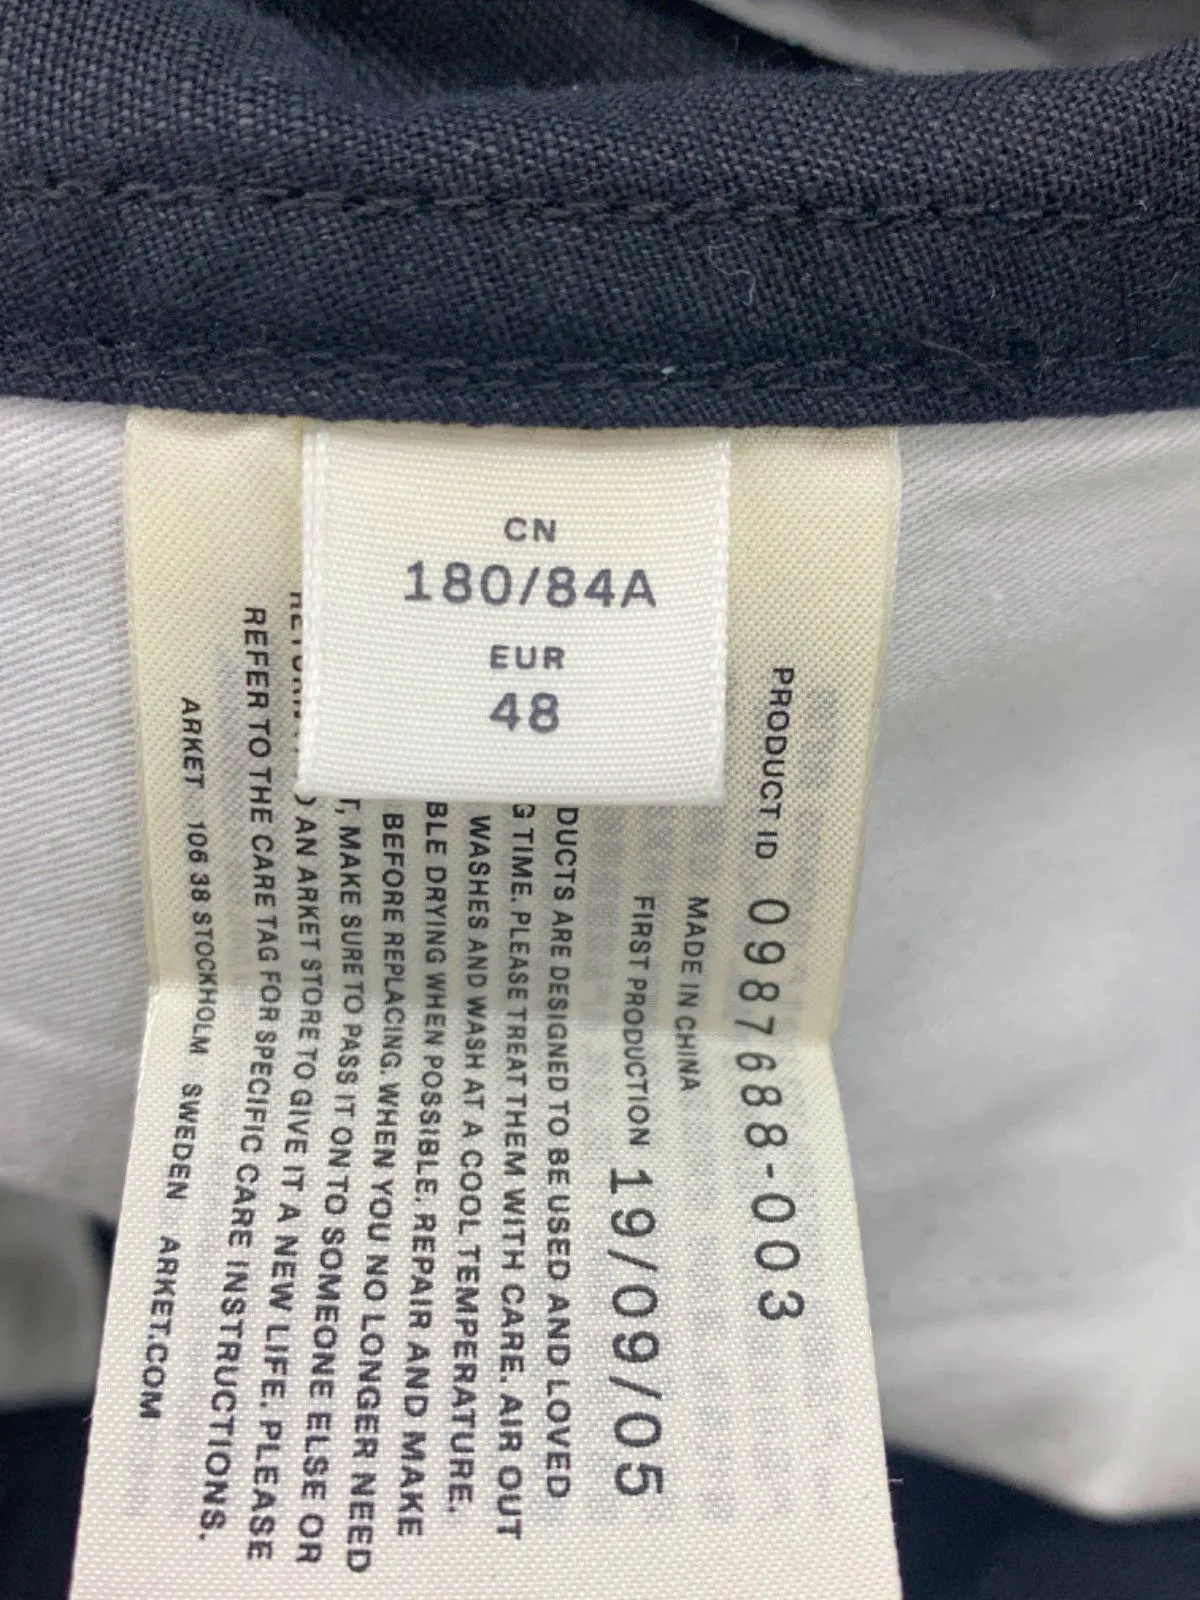 CN
180/84A
EUR
48
PRODUCT ID 0987688-003
MADE IN CHINA
FIRST PRODUCTION 19/09/05
DUCTS ARE DESIGNED TO BE USED AND LOVED
G TIME. PLEASE TREAT THEM WITH CARE. AIR OUT
WASHES AND WASH AT A COOL TEMPERATURE.
BLE DRYING WHEN POSSIBLE. REPAIR AND MAKE
BEFORE REPLACING. WHEN YOU NO LONGER NEED
T, MAKE SURE TO PASS IT ON TO SOMEONE ELSE OR
AN ARKET STORE TO GIVE IT A NEW LIFE. PLEASE
REFER TO THE CARE TAG FOR SPECIFIC CARE INSTRUCTIONS.
ARKET 106 38 STOCKHOLM SWEDEN ARKET.COM